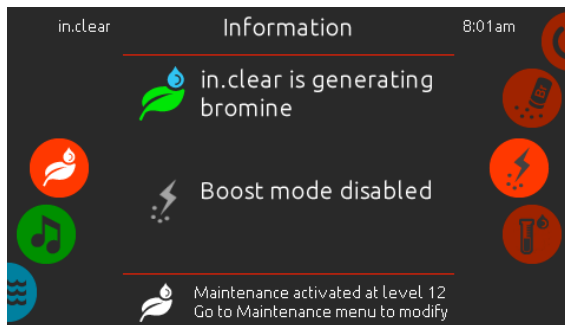 in.clear
Information
8:01am
in.clear is generating
bromine
Br
Boost mode disabled
Maintenance activated at level 12
Go to Maintenance menu to modify